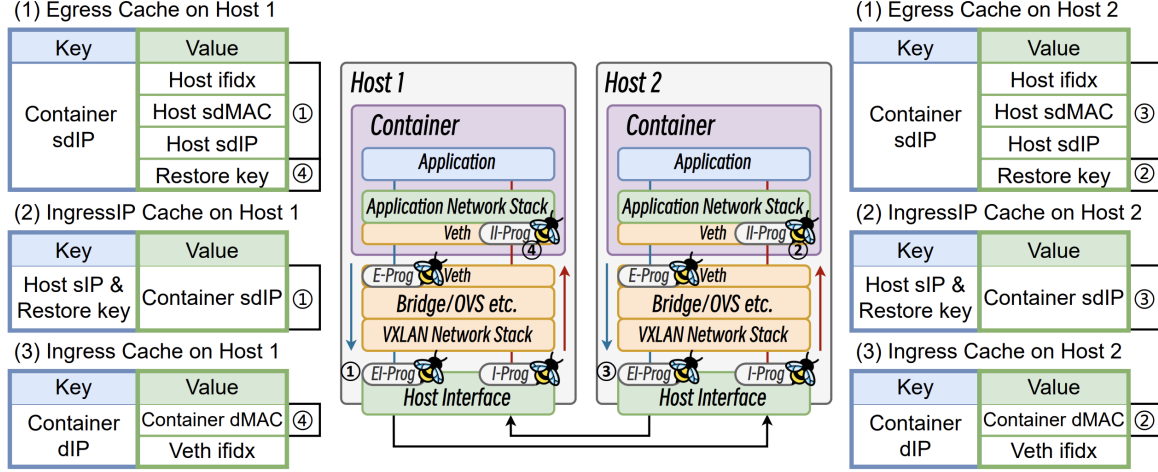 (1) Egress Cache on Host 1
Key
Value
Container
sdIP
Host ifidx
Host sdMAC
Host sdIP
①
Restore key
④
(2) IngressIP Cache on Host 1
Key
Value
Host sIP &
Restore key
Container sdIP
①
(3) Ingress Cache on Host 1
Key
Value
Container
dIP
Container dMAC
④
Veth ifidx
Host 1
Container
Application
Application Network Stack
Veth
II-Prog
④
E-Prog
Veth
Bridge/OVS etc.
VXLAN Network Stack
①
EI-Prog
I-Prog
Host Interface
Host 2
Container
Application
Application Network Stack
Veth
II-Prog
②
E-Prog
Veth
Bridge/OVS etc.
VXLAN Network Stack
③
EI-Prog
I-Prog
Host Interface
(1) Egress Cache on Host 2
Key
Value
Container
sdIP
Host ifidx
Host sdMAC
Host sdIP
③
Restore key
②
(2) IngressIP Cache on Host 2
Key
Value
Host sIP &
Restore key
Container sdIP
③
(3) Ingress Cache on Host 2
Key
Value
Container
dIP
Container dMAC
②
Veth ifidx